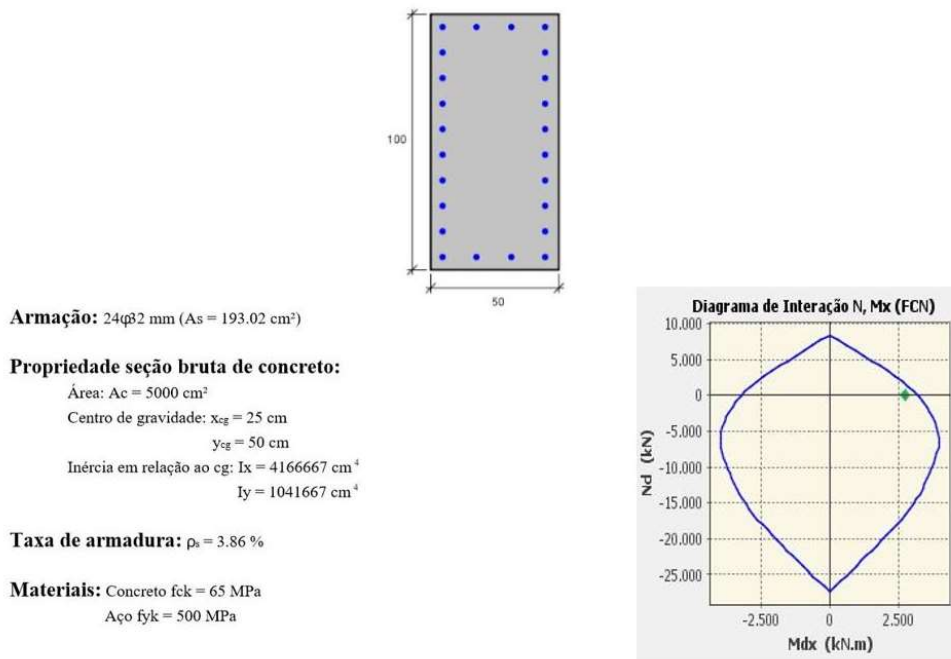 100
50
Armação: 24φ32 mm (As = 193.02 cm²)
Propriedade seção bruta de concreto:
Área: Ac = 5000 cm²
Centro de gravidade: xcg = 25 cm
ycg = 50 cm
Inércia em relação ao cg: Ix = 4166667 cm⁴
Iy = 1041667 cm⁴
Taxa de armadura: ρs = 3.86 %
Materiais: Concreto fck = 65 MPa
Aço fyk = 500 MPa
Diagrama de Interação N, Mx (FCN)
10.000
5.000
0
-5.000
-10.000
-15.000
-20.000
-25.000
Nd (kN)
-2.500 0 2.500
Mdx (kN.m)